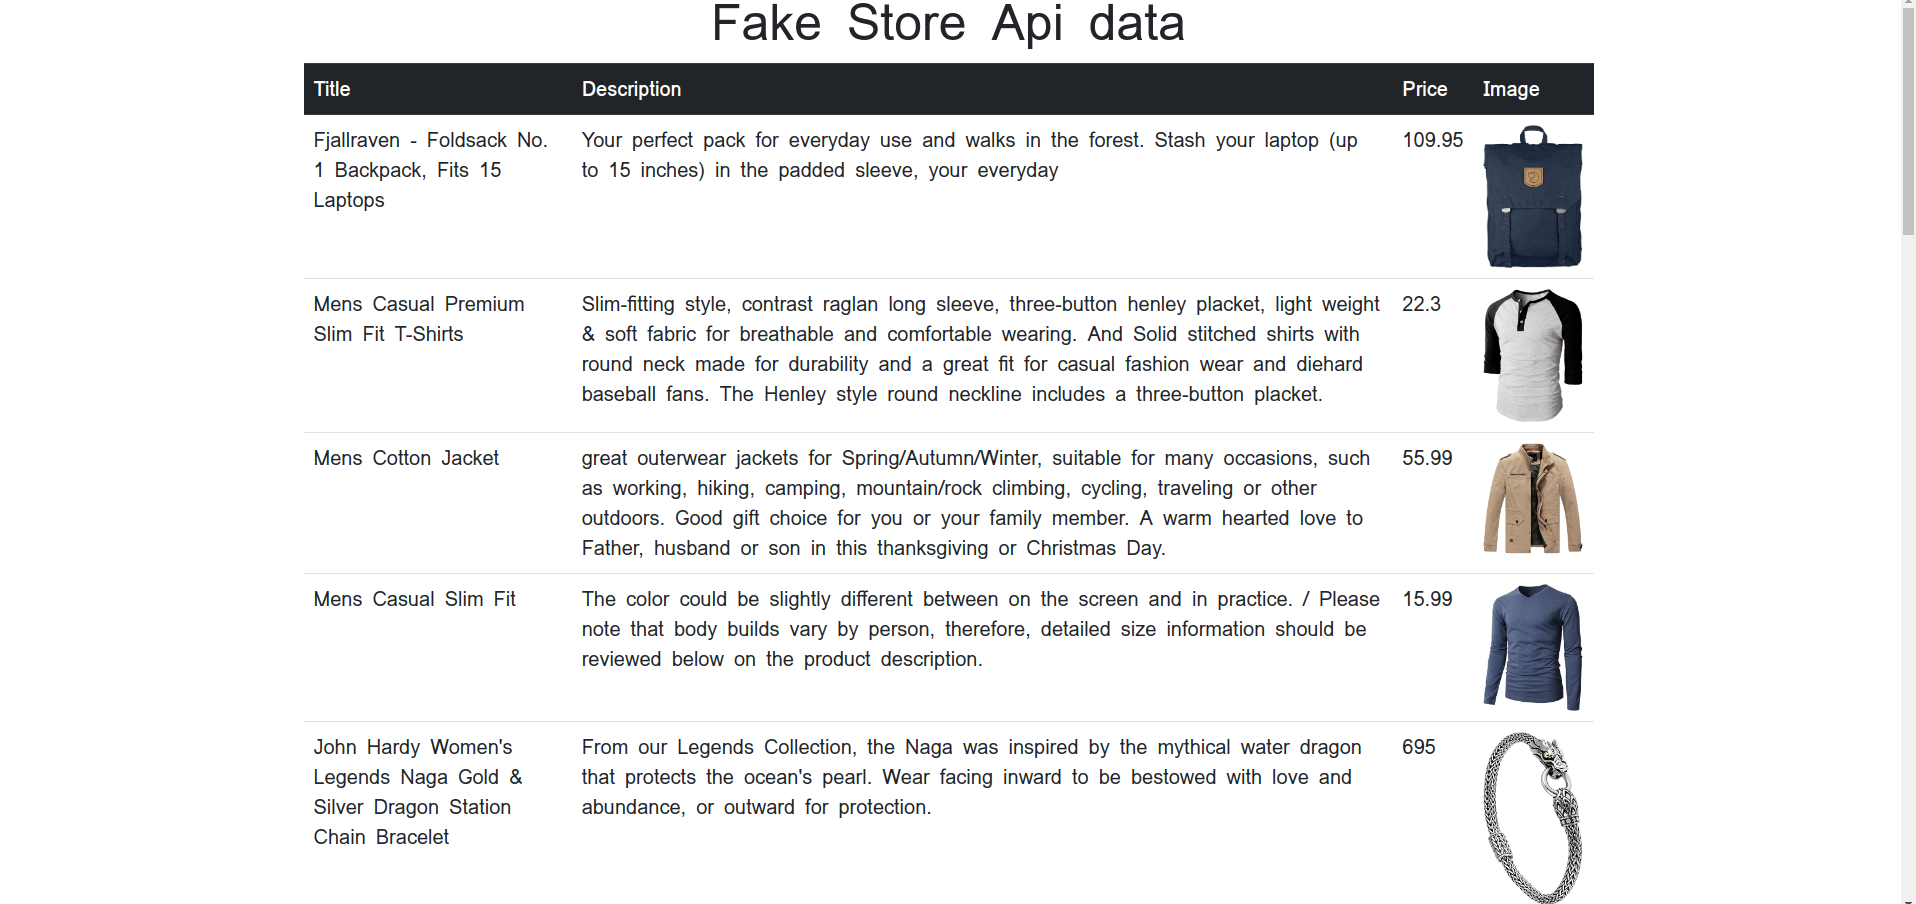 Fake Store Api data
Title Description Price Image
Fjallraven - Foldsack No.
1 Backpack, Fits 15
Laptops
Your perfect pack for everyday use and walks in the forest. Stash your laptop (up
to 15 inches) in the padded sleeve, your everyday
109.95
Mens Casual Premium
Slim Fit T-Shirts
Slim-fitting style, contrast raglan long sleeve, three-button henley placket, light weight
& soft fabric for breathable and comfortable wearing. And Solid stitched shirts with
round neck made for durability and a great fit for casual fashion wear and diehard
baseball fans. The Henley style round neckline includes a three-button placket.
22.3
Mens Cotton Jacket
great outerwear jackets for Spring/Autumn/Winter, suitable for many occasions, such
as working, hiking, camping, mountain/rock climbing, cycling, traveling or other
outdoors. Good gift choice for you or your family member. A warm hearted love to
Father, husband or son in this thanksgiving or Christmas Day.
55.99
Mens Casual Slim Fit
The color could be slightly different between on the screen and in practice. / Please
note that body builds vary by person, therefore, detailed size information should be
reviewed below on the product description.
15.99
John Hardy Women's
Legends Naga Gold &
Silver Dragon Station
Chain Bracelet
From our Legends Collection, the Naga was inspired by the mythical water dragon
that protects the ocean's pearl. Wear facing inward to be bestowed with love and
abundance, or outward for protection.
695